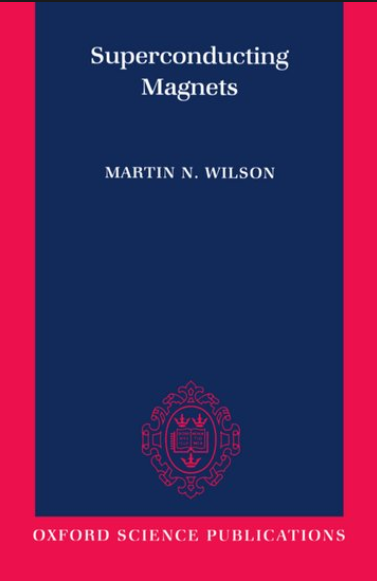 Superconducting
Magnets
MARTIN N. WILSON
OXFORD SCIENCE PUBLICATIONS